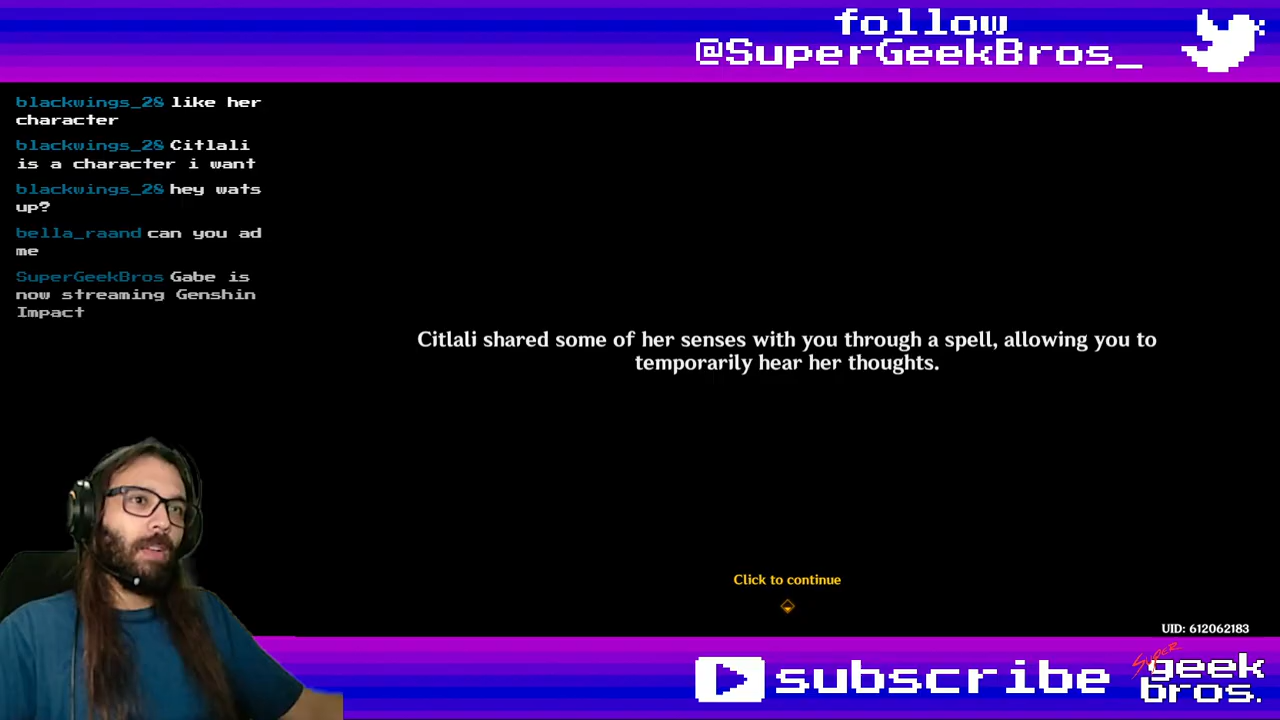 follow
@SuperGeekBros_
blackwings_28 like her
character
blackwings_28 Citlali
is a character i want
blackwings_28 hey wats
up?
bella_raand can you ad
me
SuperGeekBros Gabe is
now streaming Genshin
Impact
Citlali shared some of her senses with you through a spell, allowing you to
temporarily hear her thoughts.
Click to continue
UID: 612062183
subscribe
SUPER
geek
bros.